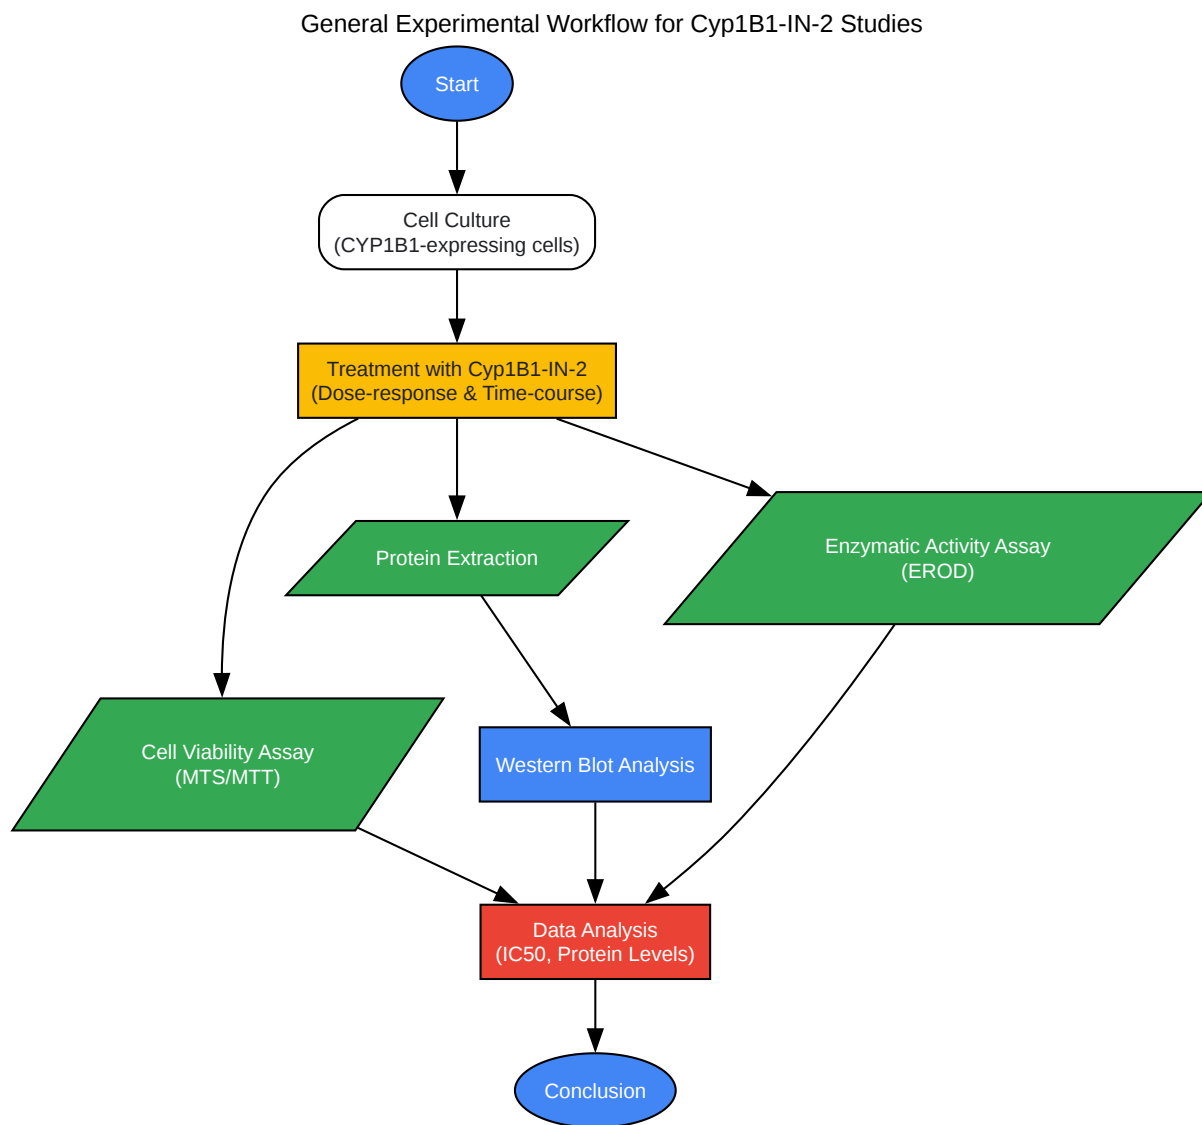 General Experimental Workflow for Cyp1B1-IN-2 Studies
Start
Cell Culture
(CYP1B1-expressing cells)
Treatment with Cyp1B1-IN-2
(Dose-response & Time-course)
Protein Extraction
Enzymatic Activity Assay
(EROD)
Cell Viability Assay
(MTS/MTT)
Western Blot Analysis
Data Analysis
(IC50, Protein Levels)
Conclusion